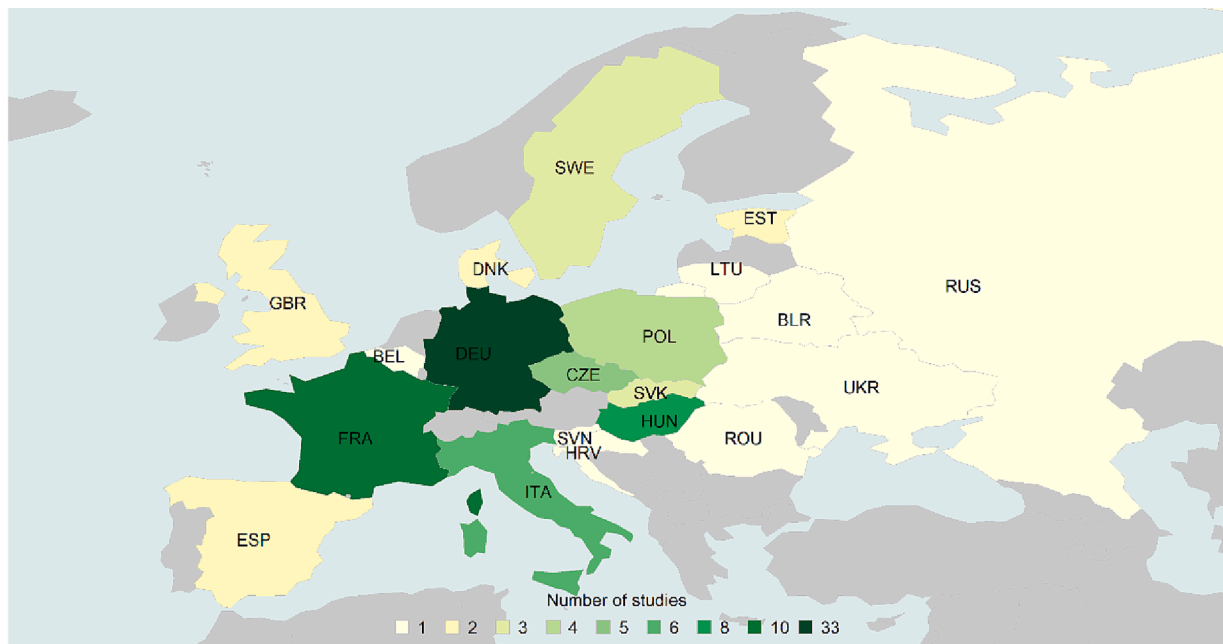 SWE
EST
DNK
LTU
RUS
GBR
BLR
POL
BEL
DEU
CZE
UKR
SVK
HUN
FRA
SVN
ROU
HRV
ITA
ESP
Number of studies
1 2 3 4 5 6 8 10 33